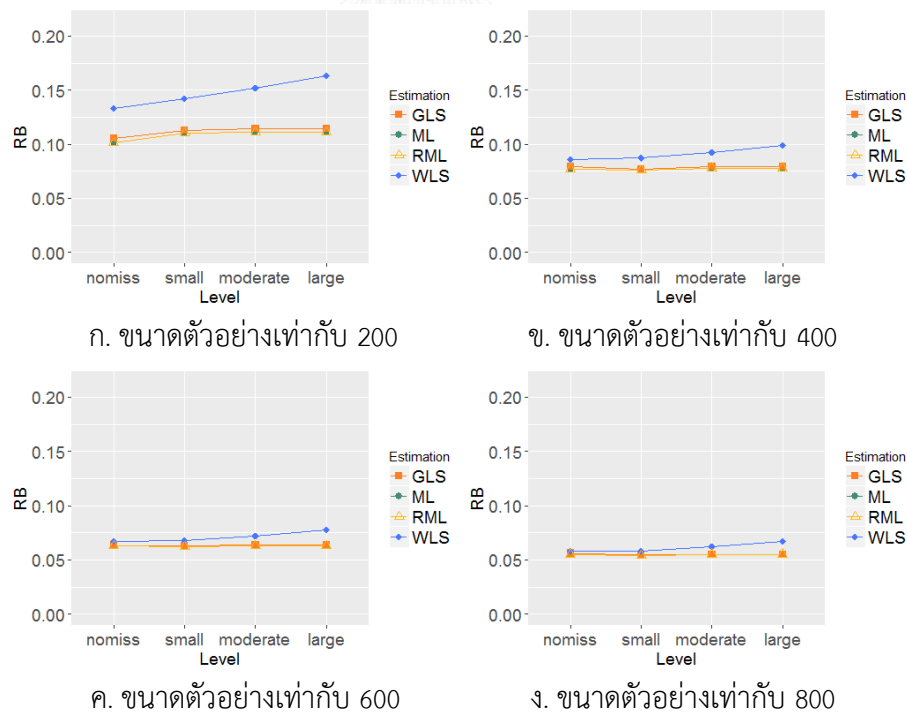 0.20
0.15
0.10
0.05
0.00
RB
nomiss small moderate large
Level
Estimation
GLS
ML
RML
WLS
ก. ขนาดตัวอย่างเท่ากับ 200
0.20
0.15
0.10
0.05
0.00
RB
nomiss small moderate large
Level
Estimation
GLS
ML
RML
WLS
ข. ขนาดตัวอย่างเท่ากับ 400
0.20
0.15
0.10
0.05
0.00
RB
nomiss small moderate large
Level
Estimation
GLS
ML
RML
WLS
ค. ขนาดตัวอย่างเท่ากับ 600
0.20
0.15
0.10
0.05
0.00
RB
nomiss small moderate large
Level
Estimation
GLS
ML
RML
WLS
ง. ขนาดตัวอย่างเท่ากับ 800